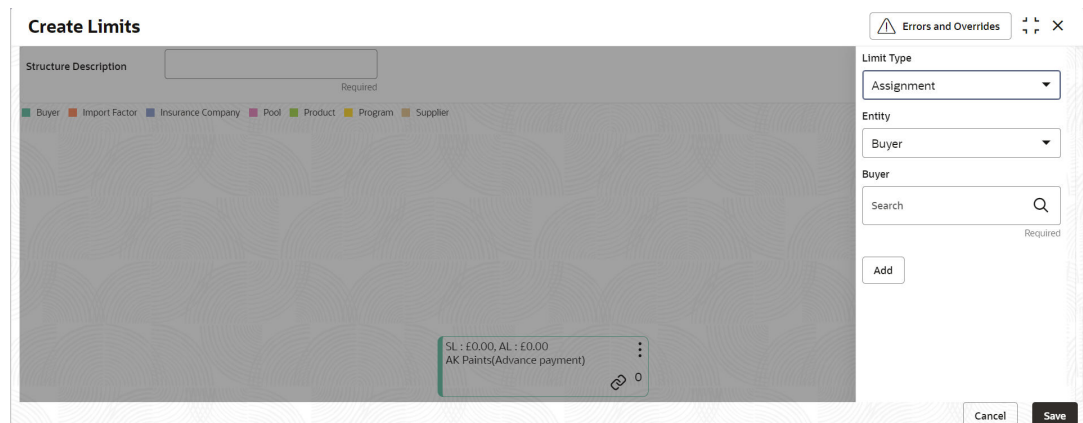 Create Limits
Errors and Overrides
Structure Description
Required
Buyer Import Factor Insurance Company Pool Product Program Supplier
SL : £0.00, AL : £0.00
AK Paints(Advance payment)
0
Limit Type
Assignment
Entity
Buyer
Buyer
Search
Required
Add
Cancel Save